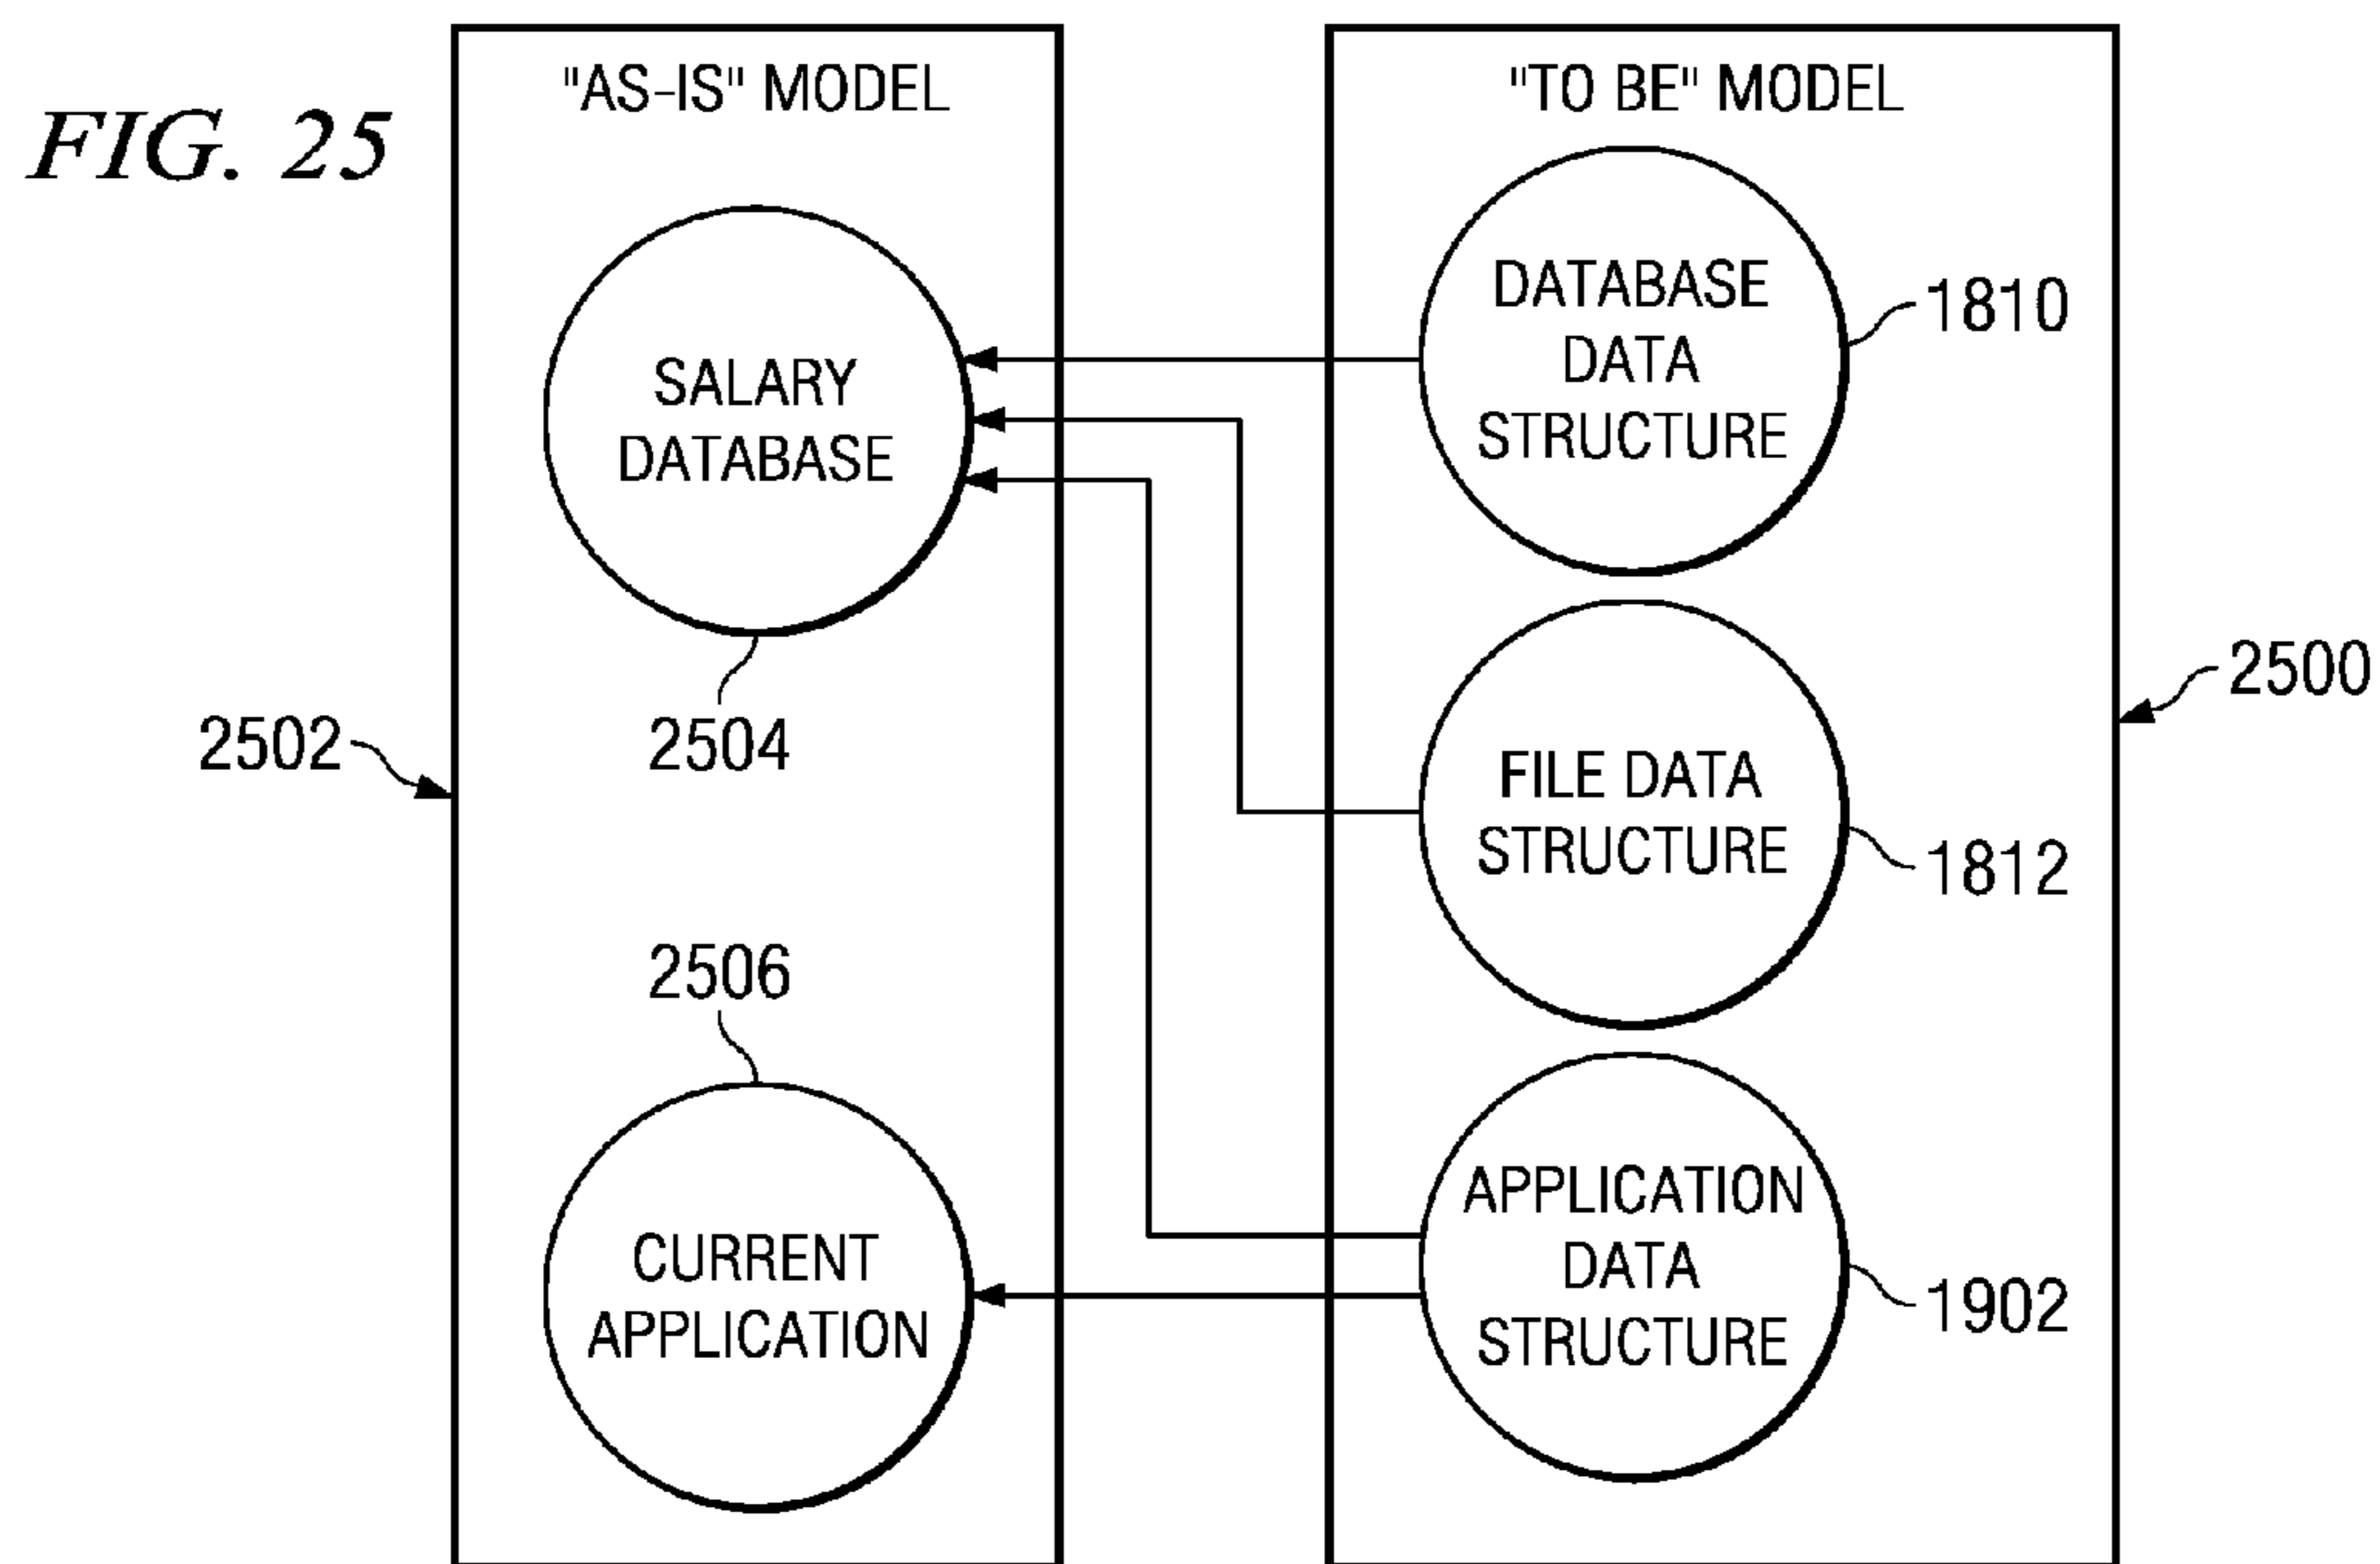 FIG. 25
"AS-IS" MODEL
SALARY
DATABASE
2504
2502
2506
CURRENT
APPLICATION
"TO BE" MODEL
DATABASE
DATA
STRUCTURE
1810
FILE DATA
STRUCTURE
1812
2500
APPLICATION
DATA
STRUCTURE
1902